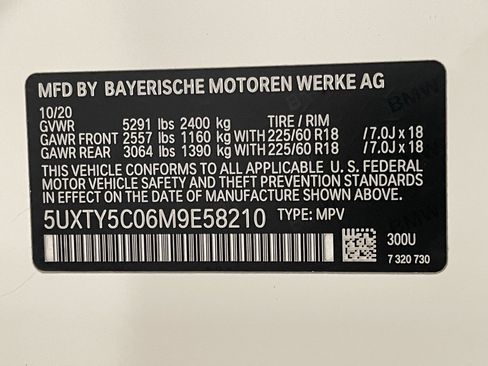 MFD BY BAYERISCHE MOTOREN WERKE AG
10/20
GVWR 5291 lbs 2400 kg TIRE / RIM
GAWR FRONT 2557 lbs 1160 kg WITH 225/60 R18 /7.0J x 18
GAWR REAR 3064 lbs 1390 kg WITH 225/60 R18 /7.0J x 18
THIS VEHICLE CONFORMS TO ALL APPLICABLE U. S. FEDERAL
MOTOR VEHICLE SAFETY AND THEFT PREVENTION STANDARDS
IN EFFECT ON THE DATE OF MANUFACTURE SHOWN ABOVE.
5UXTY5C06M9E58210 TYPE: MPV
300U
7 320 730
BMW
BMW